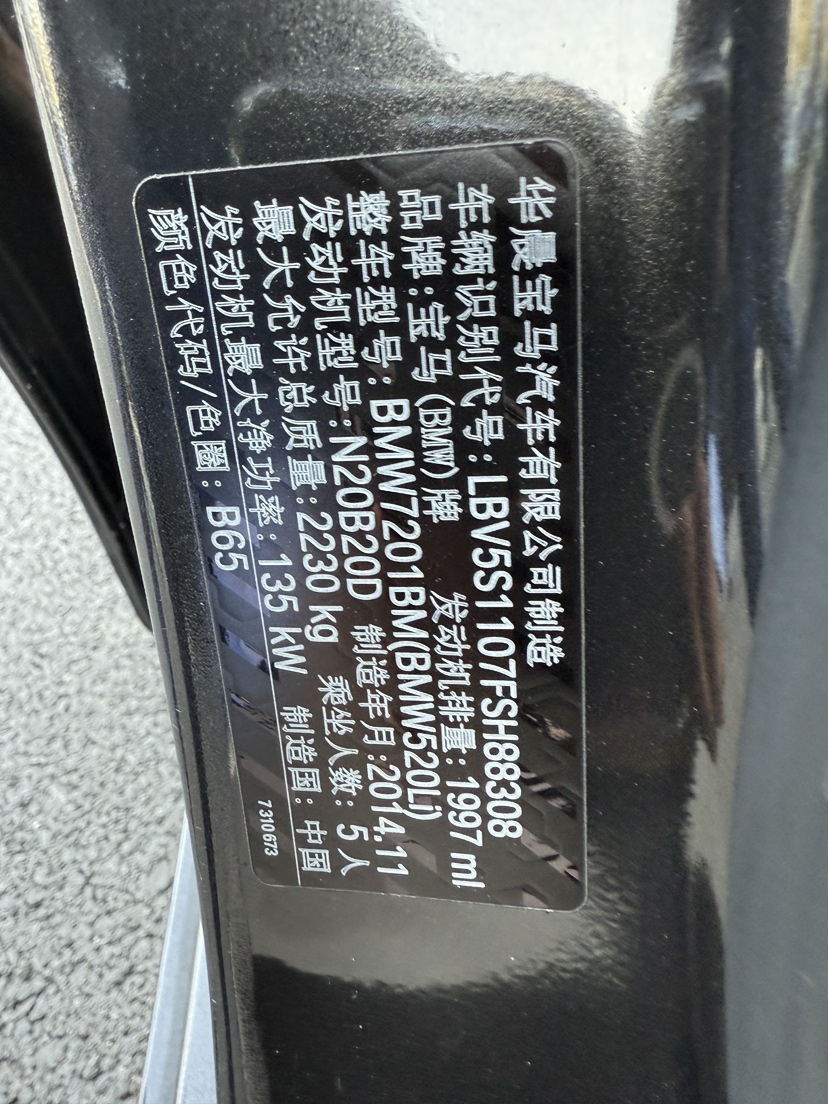 华晨宝马汽车有限公司制造
车辆识别代号:LBV5S1107FSH88308
品牌:宝马(BMW)牌 发动机排量:1997 ml
整车型号:BMW7201BM(BMW520Li)
发动机型号:N20B20D 制造年月:2014.11
最大允许总质量:2230 kg 乘坐人数:5人
发动机最大净功率:135 kW 制造国:中国
颜色代码/色圈:B65
7310673